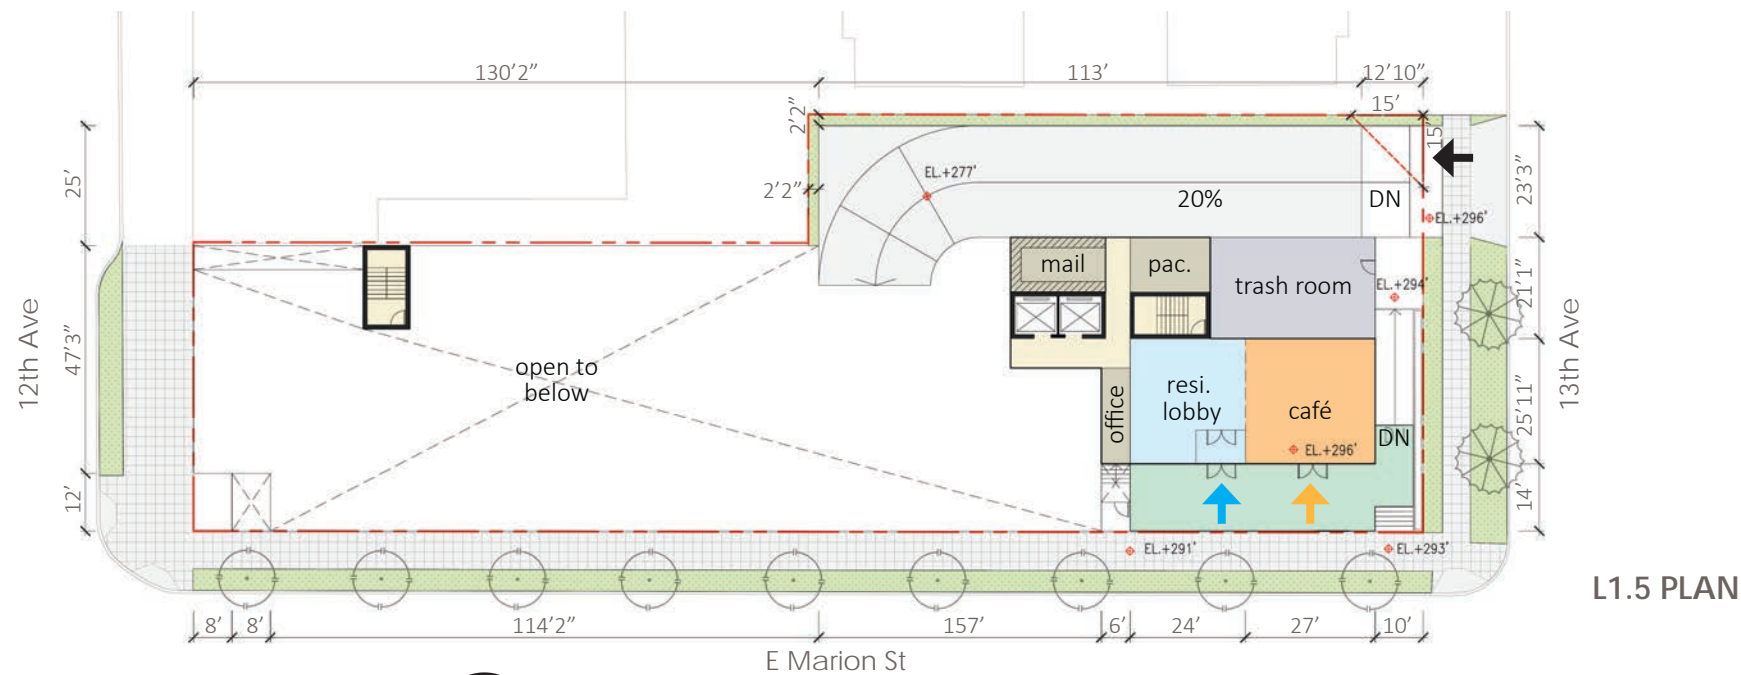 130’2”
113’
12’10”
15’
2’2”
15’
25’
2’2”
EL.+277’
20%
DN
EL.+296’
23’3”
mail
pac.
trash room
EL.+294’
21’1”
12th Ave
47’3”
open to
below
office
resi.
lobby
café
EL.+296’
DN
25’11”
13th Ave
12’
14’
EL.+291’
EL.+293’
L1.5 PLAN
8’
8’
114’2”
157’
6’
24’
27’
10’
E Marion St